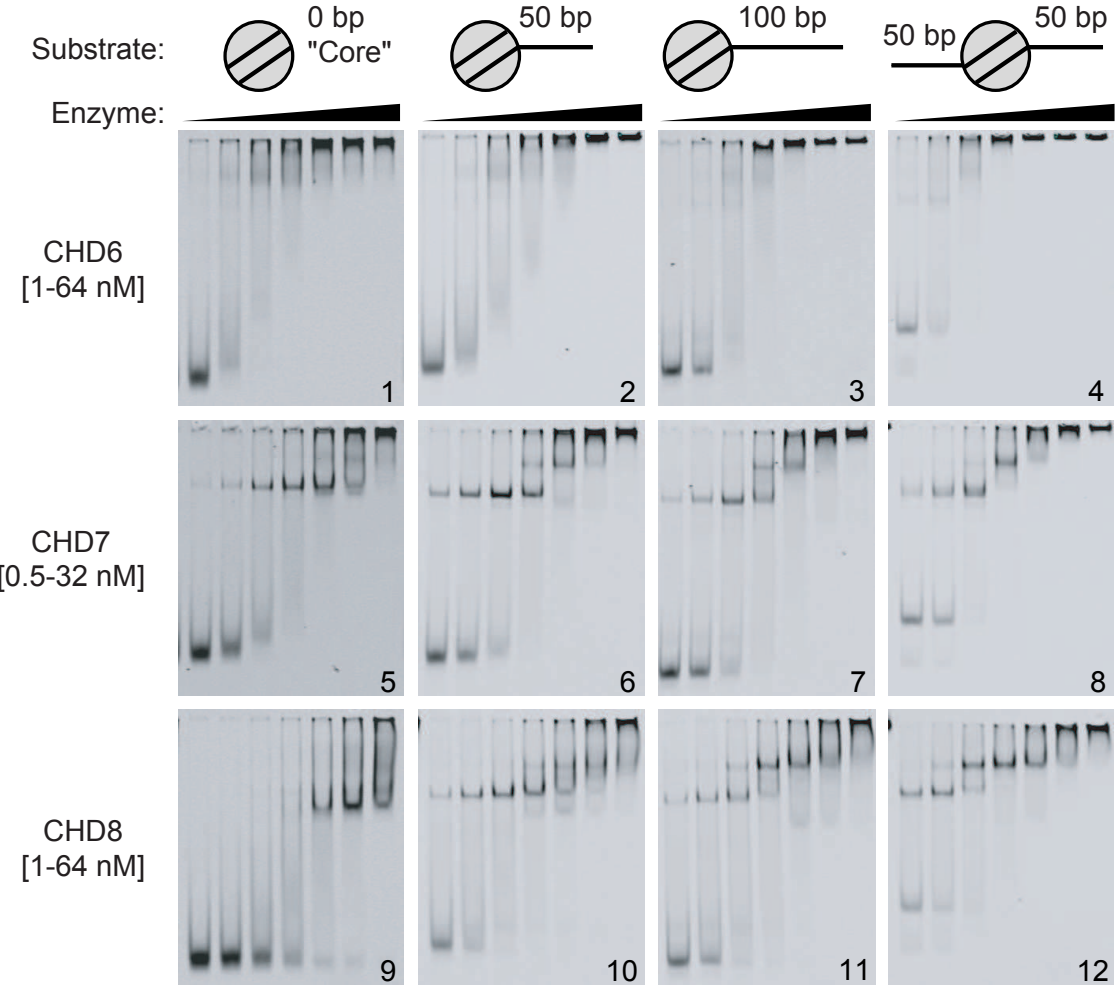 Substrate:
0 bp
"Core"
50 bp
100 bp
50 bp
50 bp
Enzyme:
CHD6
[1-64 nM]
1
2
3
4
CHD7
[0.5-32 nM]
5
6
7
8
CHD8
[1-64 nM]
9
10
11
12